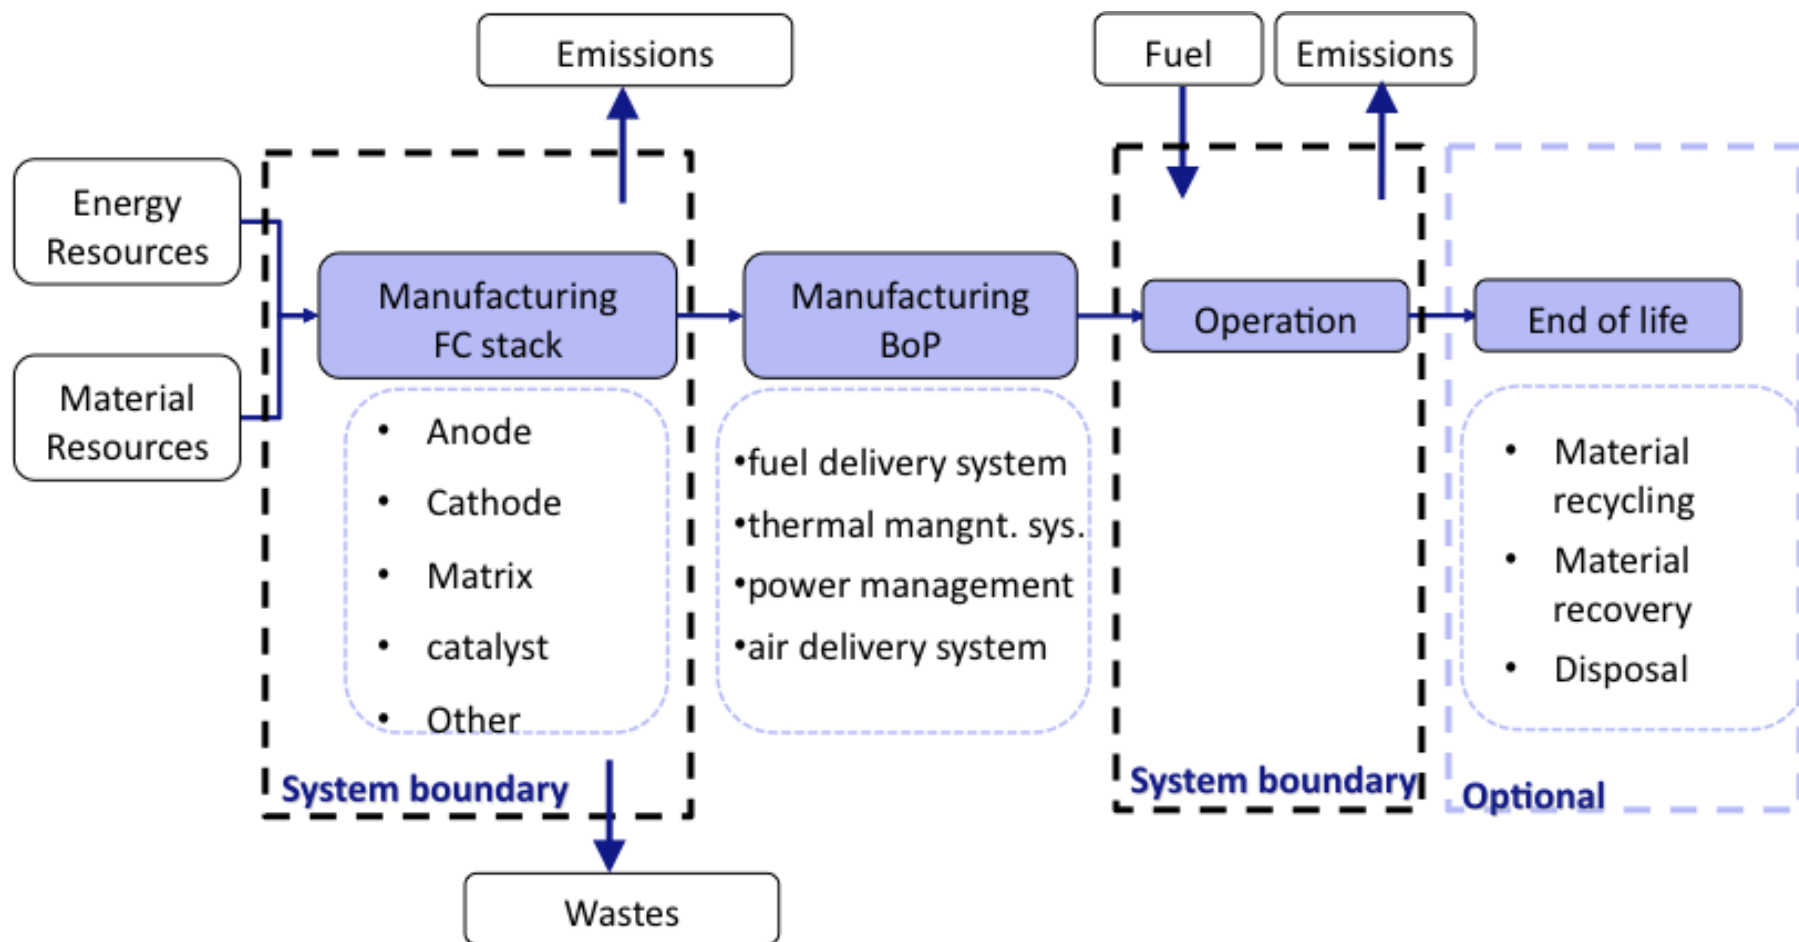 Emissions
Fuel
Emissions
Energy
Resources
Material
Resources
Manufacturing
FC stack
• Anode
• Cathode
• Matrix
• catalyst
• Other
System boundary
Wastes
Manufacturing
BoP
•fuel delivery system
•thermal mangnt. sys.
•power management
•air delivery system
Operation
System boundary
End of life
• Material
recycling
• Material
recovery
• Disposal
Optional